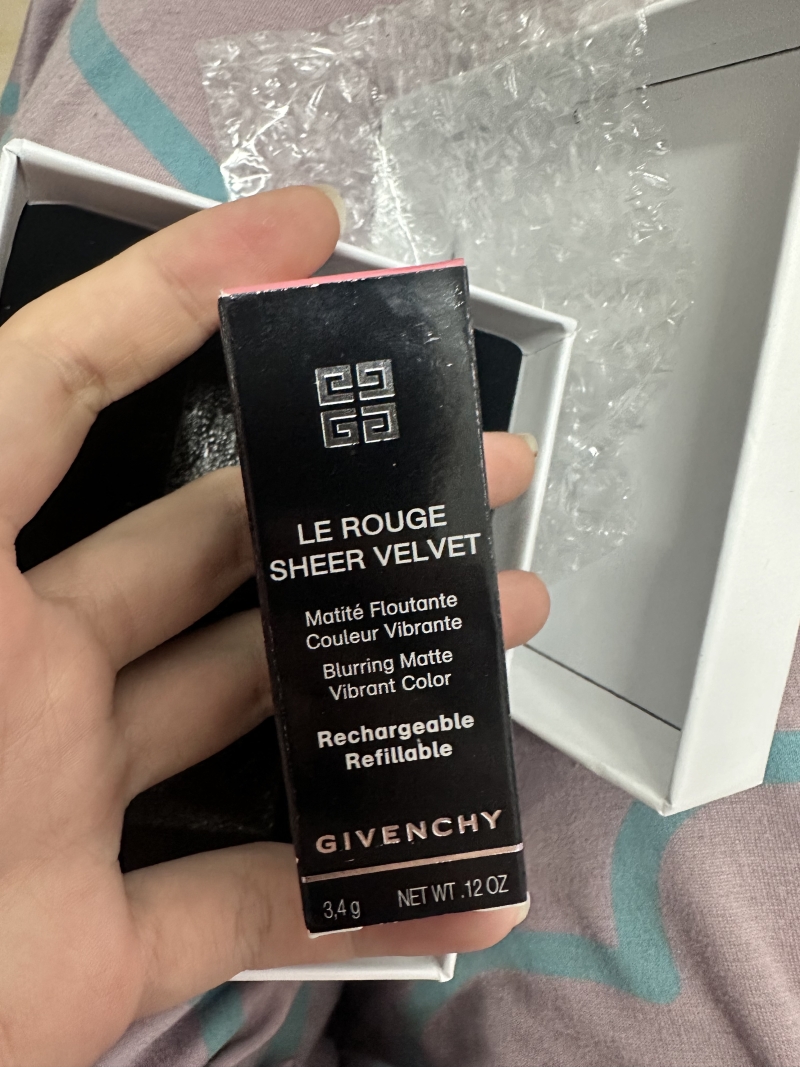 LE ROUGE
SHEER VELVET
Matité Floutante
Couleur Vibrante
Blurring Matte
Vibrant Color
Rechargeable
Refillable
GIVENCHY
3,4 g NET WT .12 OZ